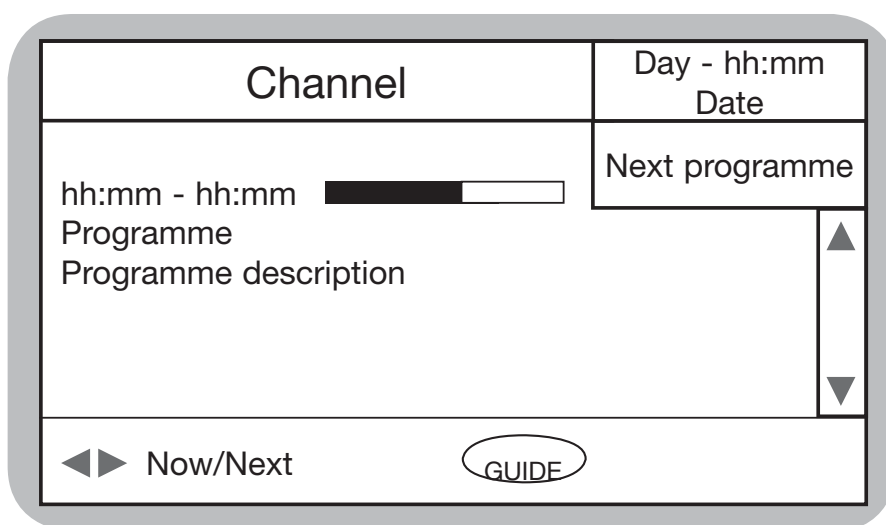 Channel
Day - hh:mm
Date
Next programme
hh:mm - hh:mm
Programme
Programme description
Now/Next
GUIDE